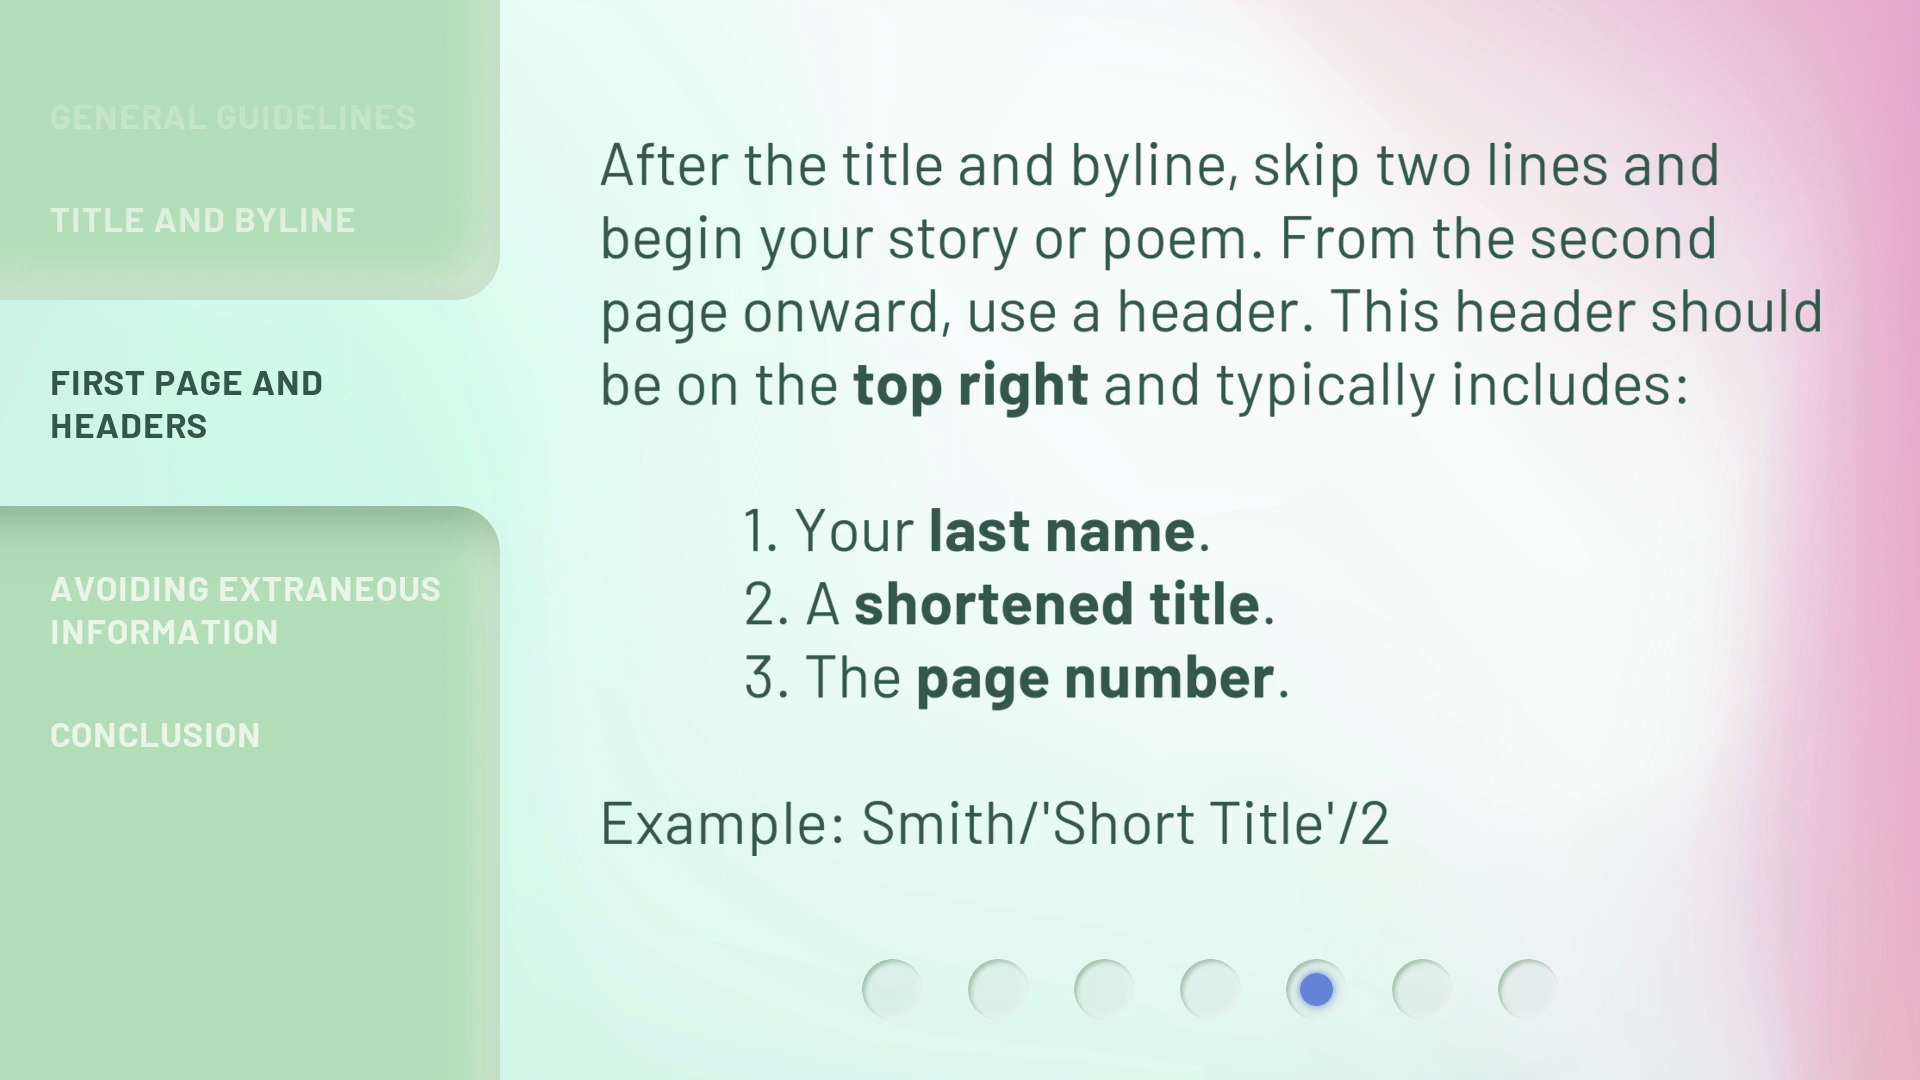 GENERAL GUIDELINES
TITLE AND BYLINE
FIRST PAGE AND
HEADERS
AVOIDING EXTRANEOUS
INFORMATION
CONCLUSION
After the title and byline, skip two lines and
begin your story or poem. From the second
page onward, use a header. This header should
be on the top right and typically includes:
1. Your last name.
2. A shortened title.
3. The page number.
Example: Smith/'Short Title'/2